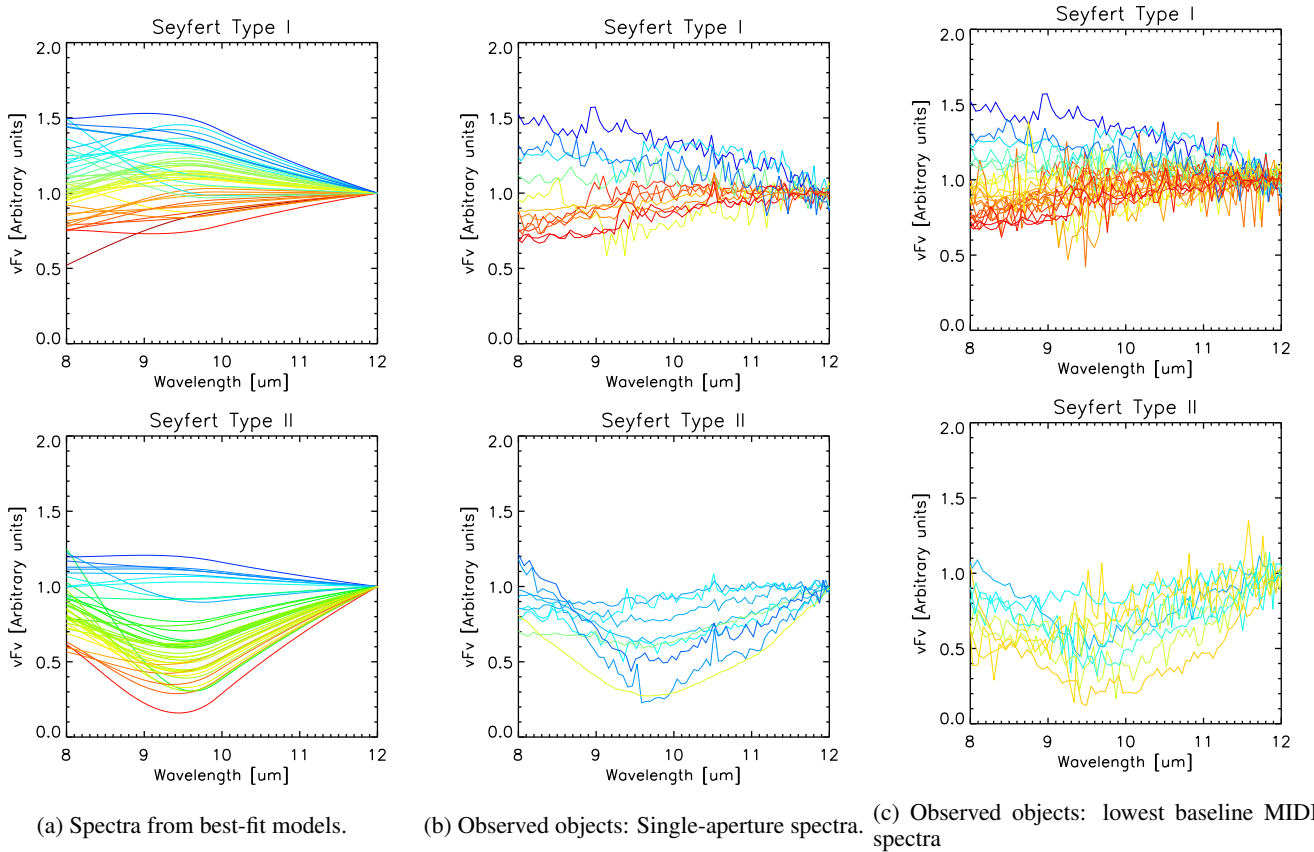 Seyfert Type I
2.0
1.5
1.0
0.5
0.0
vFv [Arbitrary units]
8 9 10 11 12
Wavelength [um]
Seyfert Type I
2.0
1.5
1.0
0.5
0.0
vFv [Arbitrary units]
8 9 10 11 12
Wavelength [um]
Seyfert Type I
2.0
1.5
1.0
0.5
0.0
vFv [Arbitrary units]
8 9 10 11 12
Wavelength [um]
Seyfert Type II
2.0
1.5
1.0
0.5
0.0
vFv [Arbitrary units]
8 9 10 11 12
Wavelength [um]
Seyfert Type II
2.0
1.5
1.0
0.5
0.0
vFv [Arbitrary units]
8 9 10 11 12
Wavelength [um]
Seyfert Type II
2.0
1.5
1.0
0.5
0.0
vFv [Arbitrary units]
8 9 10 11 12
Wavelength [um]
(a) Spectra from best-fit models.
(b) Observed objects: Single-aperture spectra.
(c) Observed objects: lowest baseline MIDI
spectra